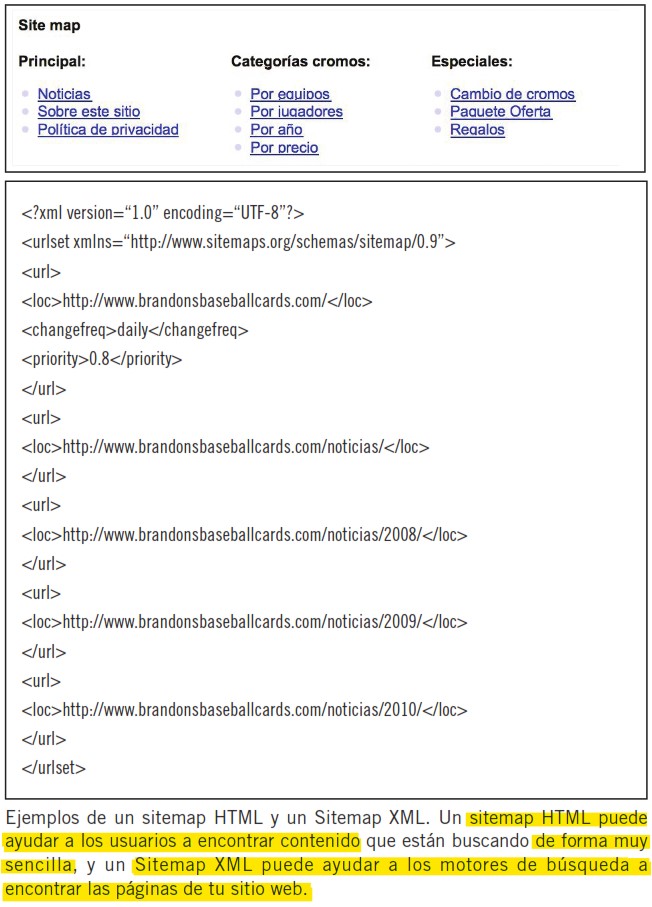 Site map
Principal:
Noticias
Sobre este sitio
Política de privacidad
Categorías cromos:
Por equipos
Por jugadores
Por año
Por precio
Especiales:
Cambio de cromos
Paquete Oferta
Regalos
<?xml version=“1.0” encoding=“UTF-8”?>
<urlset xmlns=“http://www.sitemaps.org/schemas/sitemap/0.9”>
<url>
<loc>http://www.brandonsbaseballcards.com/</loc>
<changefreq>daily</changefreq>
<priority>0.8</priority>
</url>
<url>
<loc>http://www.brandonsbaseballcards.com/noticias/</loc>
</url>
<url>
<loc>http://www.brandonsbaseballcards.com/noticias/2008/</loc>
</url>
<url>
<loc>http://www.brandonsbaseballcards.com/noticias/2009/</loc>
</url>
<url>
<loc>http://www.brandonsbaseballcards.com/noticias/2010/</loc>
</url>
</urlset>
Ejemplos de un sitemap HTML y un Sitemap XML. Un sitemap HTML puede
ayudar a los usuarios a encontrar contenido que están buscando de forma muy
sencilla, y un Sitemap XML puede ayudar a los motores de búsqueda a
encontrar las páginas de tu sitio web.